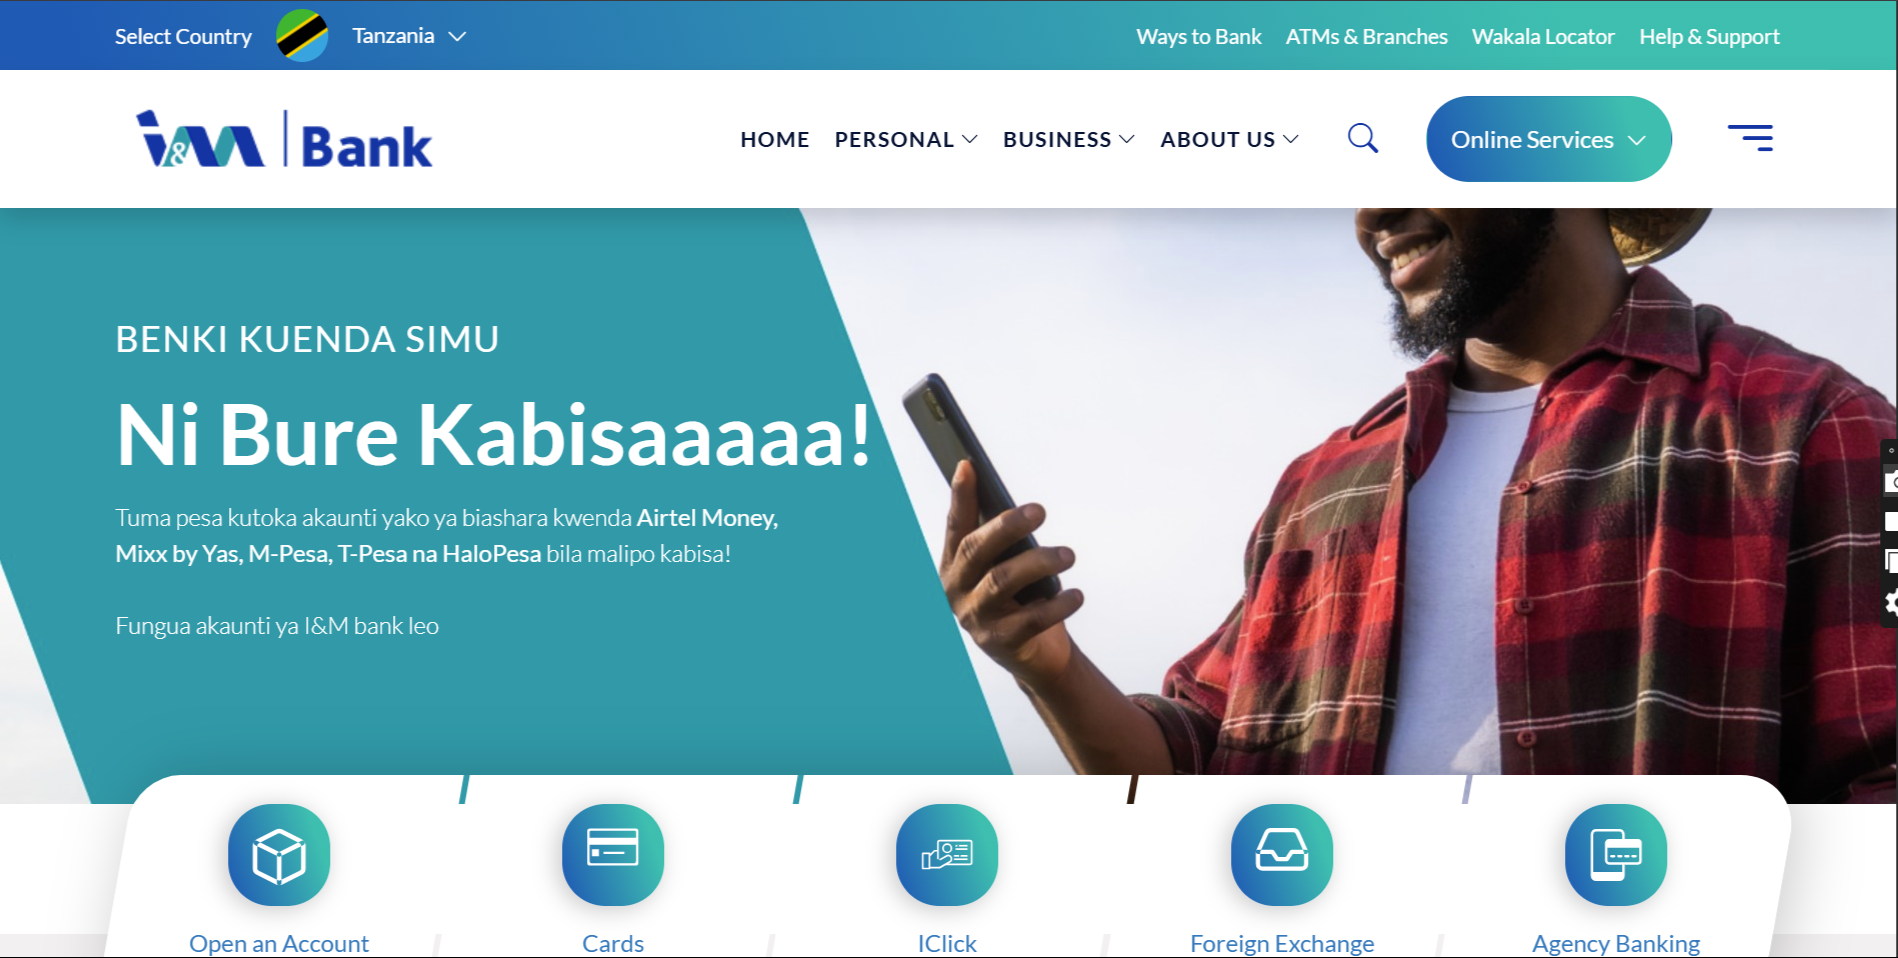 Select Country Tanzania Ways to Bank ATMs & Branches Wakala Locator Help & Support
i&M Bank HOME PERSONAL BUSINESS ABOUT US Online Services
BENKI KUENDA SIMU
Ni Bure Kabisaaaaa!
Tuma pesa kutoka akaunti yako ya biashara kwenda Airtel Money,
Mixx by Yas, M-Pesa, T-Pesa na HaloPesa bila malipo kabisa!
Fungua akaunti ya I&M bank leo
Open an Account Cards IClick Foreign Exchange Agency Banking